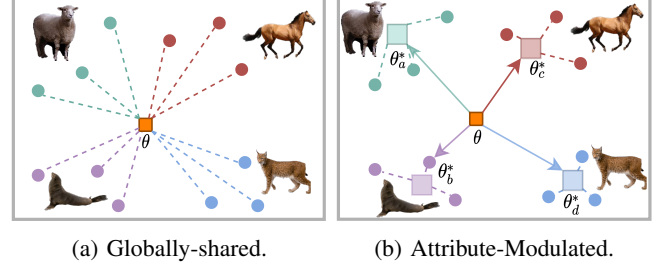 θ
θ*a
θ*c
θ
θ*b
θ*d
(a) Globally-shared.
(b) Attribute-Modulated.